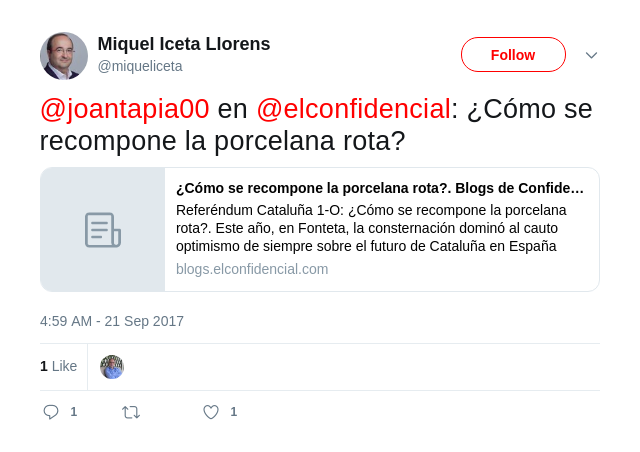 Miquel Iceta Llorens
@miqueliceta
Follow
@joantapia00 en @elconfidencial: ¿Cómo se
recompone la porcelana rota?
¿Cómo se recompone la porcelana rota?. Blogs de Confide…
Referéndum Cataluña 1-O: ¿Cómo se recompone la porcelana
rota?. Este año, en Fonteta, la consternación dominó al cauto
optimismo de siempre sobre el futuro de Cataluña en España
blogs.elconfidencial.com
4:59 AM - 21 Sep 2017
1 Like
1 1